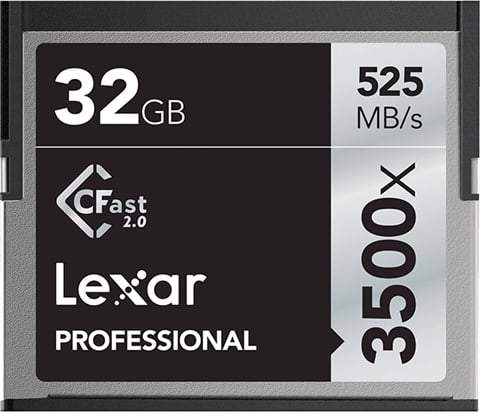 32GB
525
MB/s
CFast
2.0
Lexar
PROFESSIONAL
3500x